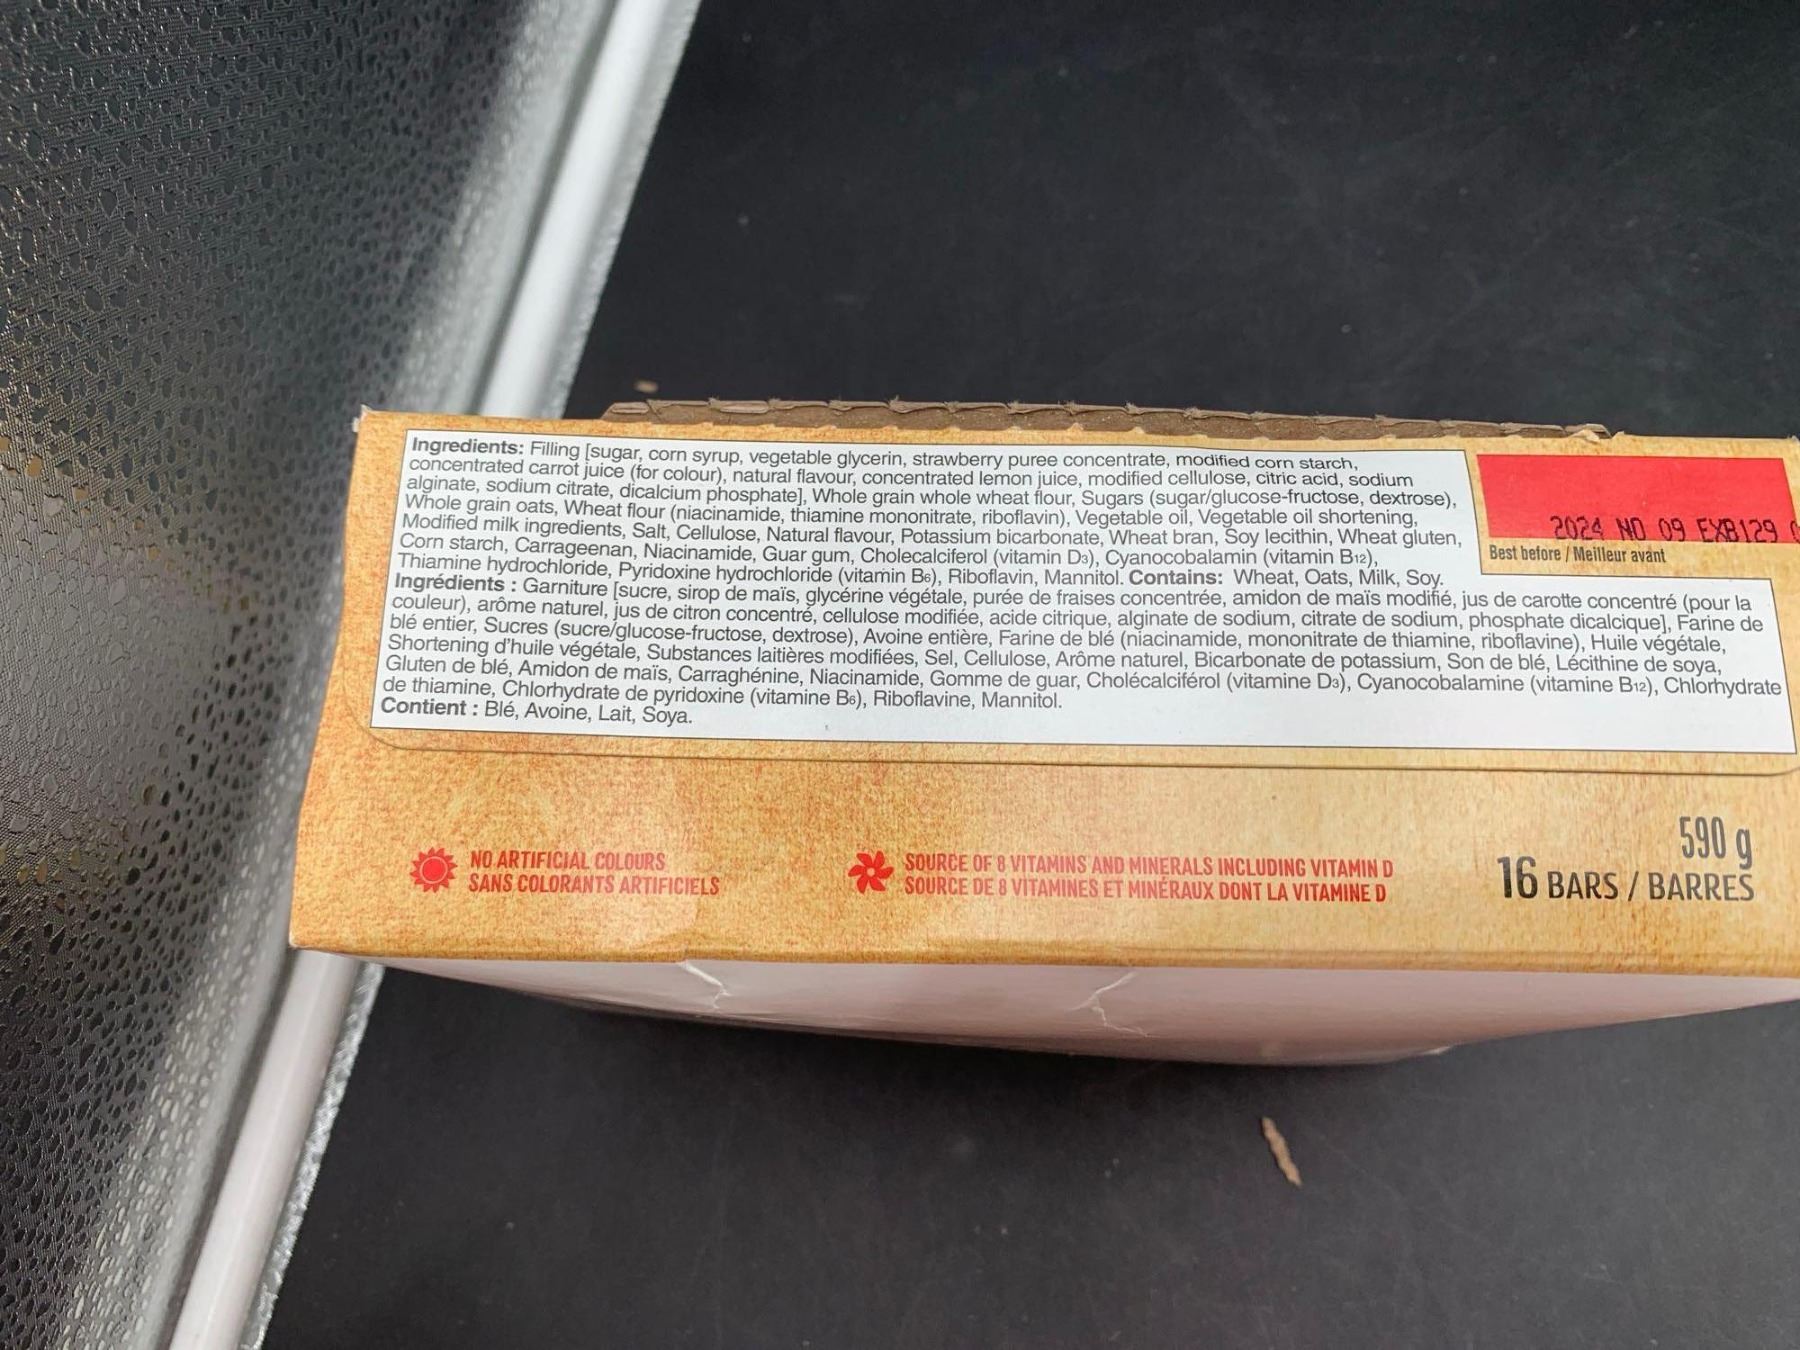 Ingredients: Filling [sugar, corn syrup, vegetable glycerin, strawberry puree concentrate, modified corn starch,
concentrated carrot juice (for colour), natural flavour, concentrated lemon juice, modified cellulose, citric acid, sodium
alginate, sodium citrate, dicalcium phosphate], Whole grain whole wheat flour, Sugars (sugar/glucose-fructose, dextrose),
Whole grain oats, Wheat flour (niacinamide, thiamine mononitrate, riboflavin), Vegetable oil, Vegetable oil shortening,
Modified milk ingredients, Salt, Cellulose, Natural flavour, Potassium bicarbonate, Wheat bran, Soy lecithin, Wheat gluten,
Corn starch, Carrageenan, Niacinamide, Guar gum, Cholecalciferol (vitamin D3), Cyanocobalamin (vitamin B12),
Thiamine hydrochloride, Pyridoxine hydrochloride (vitamin B6), Riboflavin, Mannitol. Contains: Wheat, Oats, Milk, Soy.
2024 NO 09 EXB129
Best before / Meilleur avant
Ingrédients : Garniture [sucre, sirop de maïs, glycérine végétale, purée de fraises concentrée, amidon de maïs modifié, jus de carotte concentré (pour la
couleur), arôme naturel, jus de citron concentré, cellulose modifiée, acide citrique, alginate de sodium, citrate de sodium, phosphate dicalcique], Farine de
blé entier, Sucres (sucre/glucose-fructose, dextrose), Avoine entière, Farine de blé (niacinamide, mononitrate de thiamine, riboflavine), Huile végétale,
Shortening d'huile végétale, Substances laitières modifiées, Sel, Cellulose, Arôme naturel, Bicarbonate de potassium, Son de blé, Lécithine de soya,
Gluten de blé, Amidon de maïs, Carraghénine, Niacinamide, Gomme de guar, Cholécalciférol (vitamine D3), Cyanocobalamine (vitamine B12), Chlorhydrate
de thiamine, Chlorhydrate de pyridoxine (vitamine B6), Riboflavine, Mannitol.
Contient : Blé, Avoine, Lait, Soya.
NO ARTIFICIAL COLOURS
SANS COLORANTS ARTIFICIELS
SOURCE OF 8 VITAMINS AND MINERALS INCLUDING VITAMIN D
SOURCE DE 8 VITAMINES ET MINÉRAUX DONT LA VITAMINE D
590 g
16 BARS / BARRES